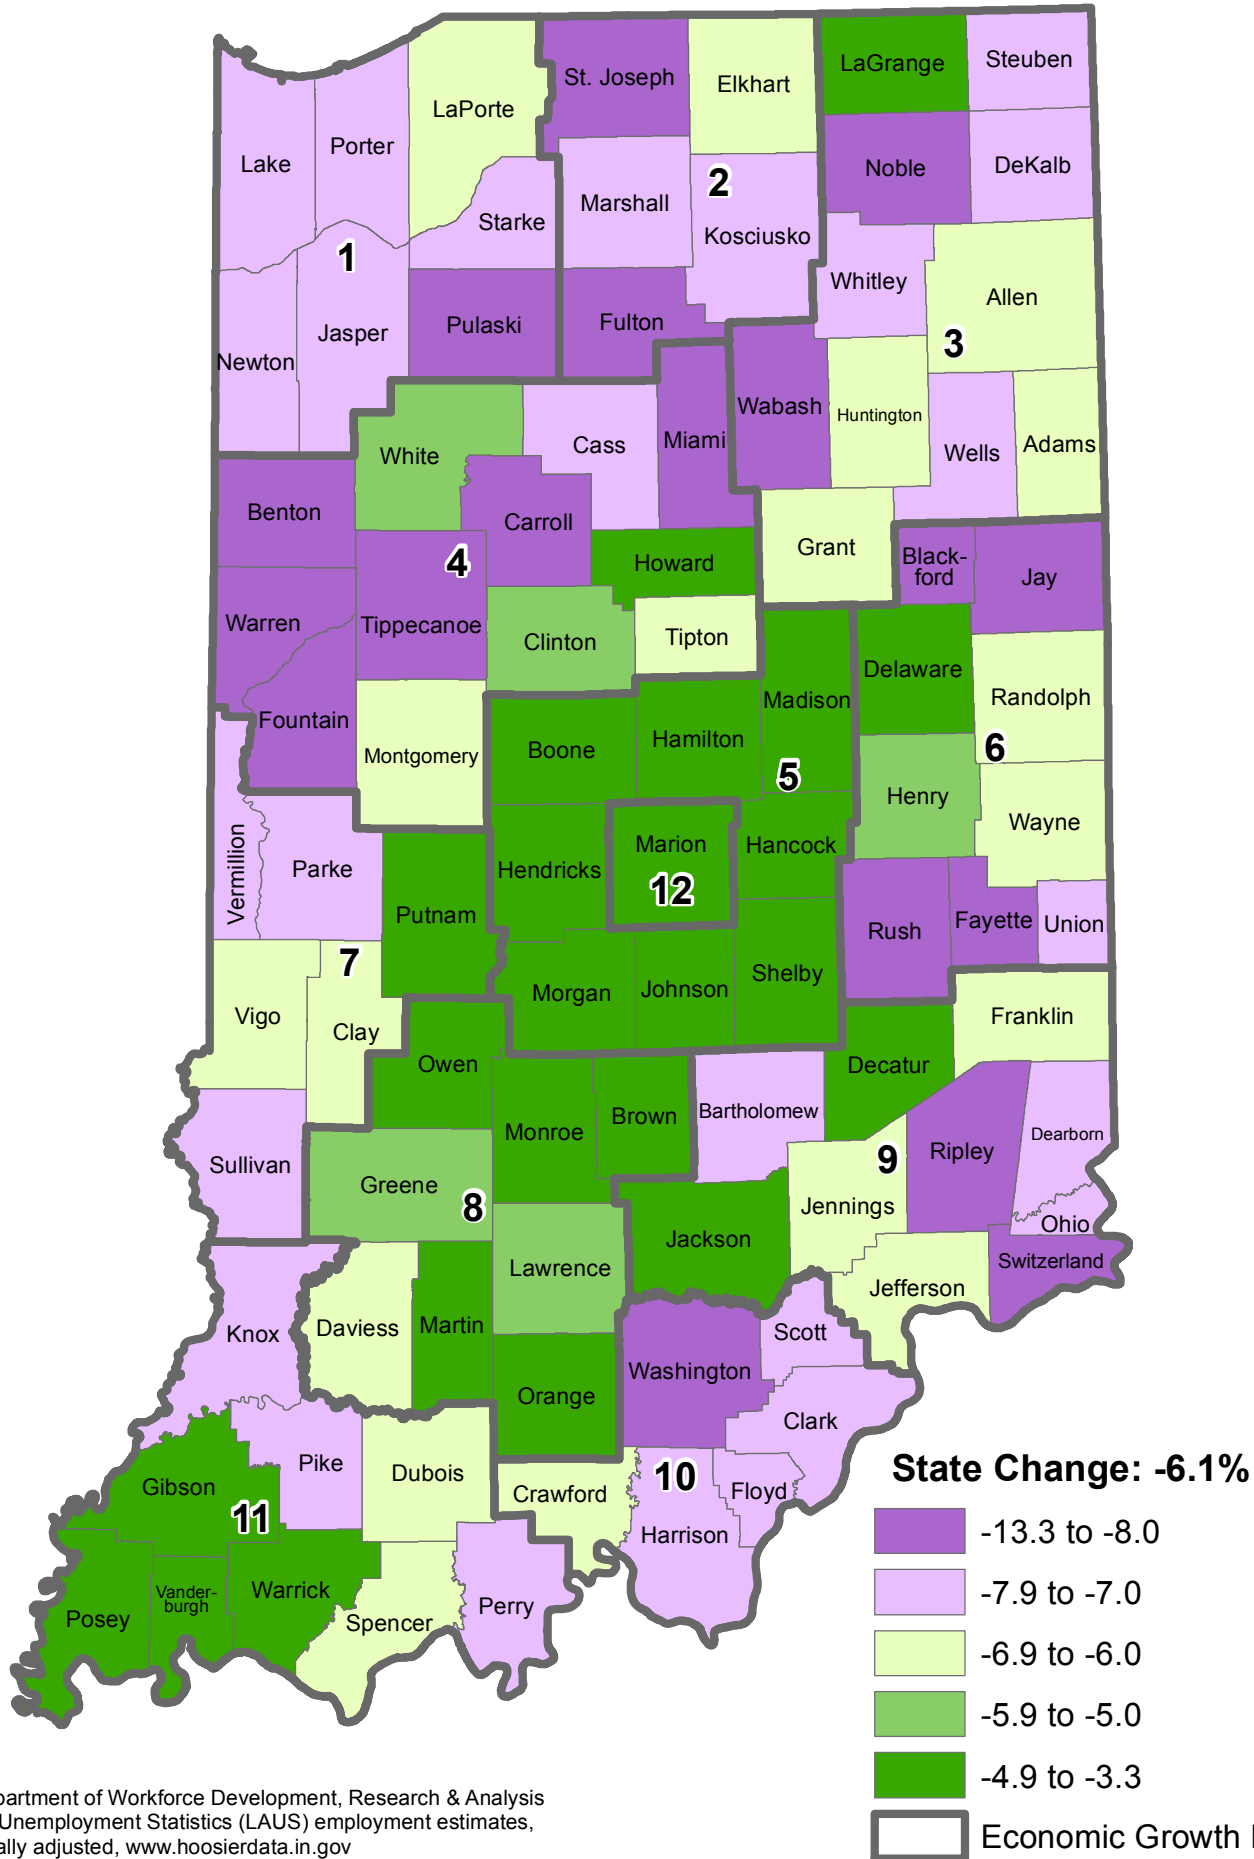 LaGrange
Steuben
St. Joseph
Elkhart
LaPorte
Porter
Lake
Noble
DeKalb
2
Marshall
Starke
Kosciusko
1
Whitley
Allen
Pulaski
Fulton
Jasper
3
Newton
Wabash
Huntington
Cass
Miami
Adams
Wells
White
Benton
Carroll
Grant
4
Howard
Black-
ford
Jay
Warren
Tippecanoe
Clinton
Tipton
Delaware
Madison
Randolph
Fountain
Hamilton
Boone
Montgomery
6
5
Henry
Wayne
Marion
Hancock
Vermillion
Parke
Hendricks
12
Putnam
Fayette
Union
Rush
7
Shelby
Morgan
Johnson
Vigo
Clay
Franklin
Owen
Decatur
Brown
Bartholomew
Monroe
Dearborn
9
Ripley
Sullivan
Greene
8
Jennings
Ohio
Jackson
Lawrence
Switzerland
Jefferson
Knox
Daviess
Martin
Scott
Washington
Orange
Clark
Pike
Dubois
Gibson
10
Floyd
Crawford
11
Harrison
Vander-
burgh
Warrick
Posey
Perry
Spencer
State Change: -6.1%
-13.3 to -8.0
-7.9 to -7.0
-6.9 to -6.0
-5.9 to -5.0
-4.9 to -3.3
Economic Growth
partment of Workforce Development, Research & Analysis
Unemployment Statistics (LAUS) employment estimates,
ally adjusted, www.hoosierdata.in.gov